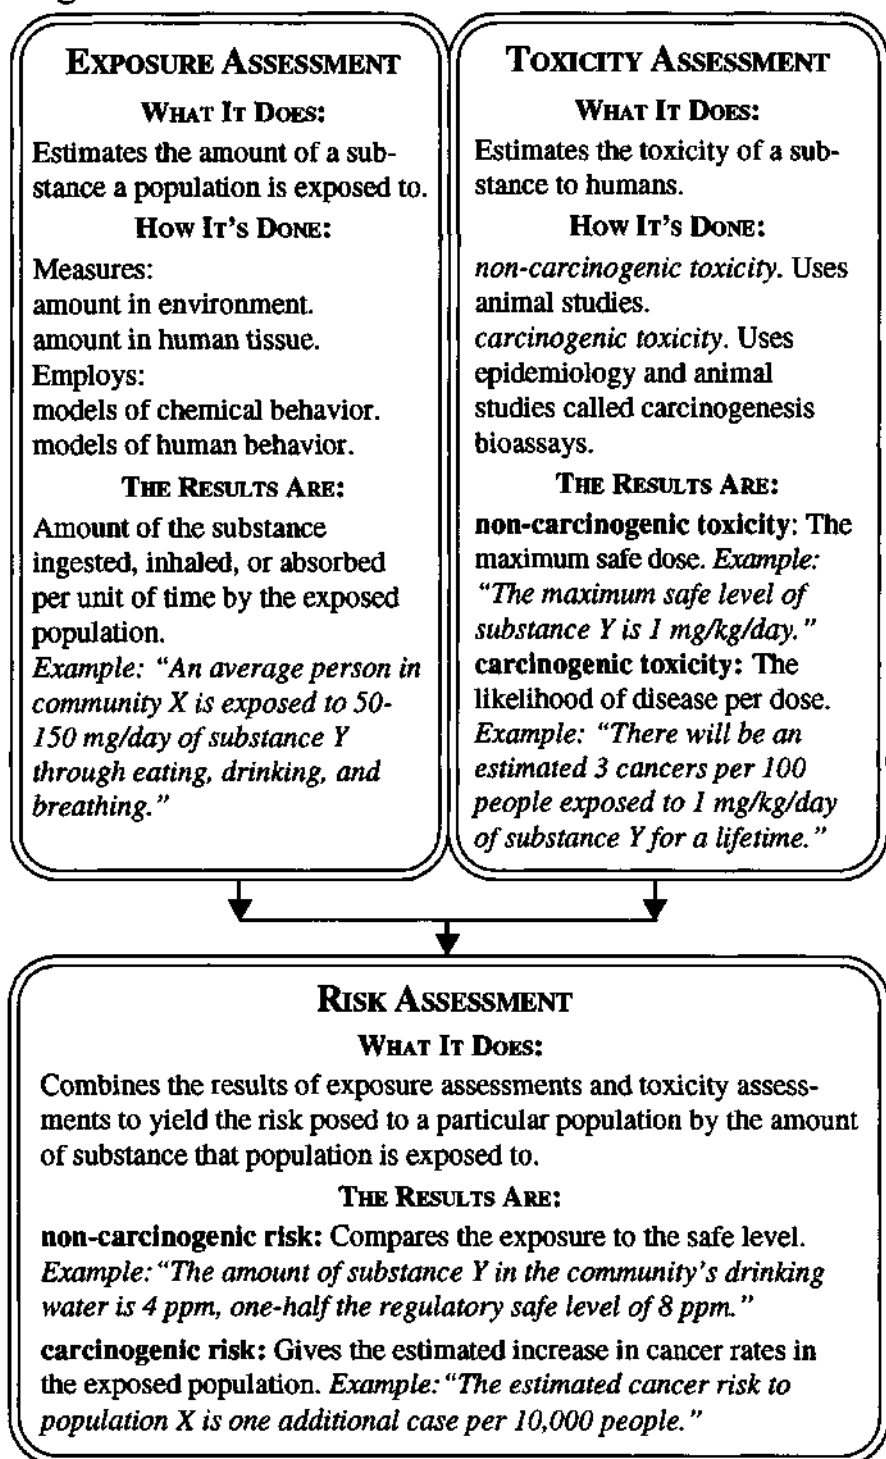 EXPOSURE ASSESSMENT
WHAT IT DOES:
Estimates the amount of a sub-
stance a population is exposed to.
HOW IT'S DONE:
Measures:
amount in environment.
amount in human tissue.
Employs:
models of chemical behavior.
models of human behavior.
THE RESULTS ARE:
Amount of the substance
ingested, inhaled, or absorbed
per unit of time by the exposed
population.
Example: “An average person in
community X is exposed to 50-
150 mg/day of substance Y
through eating, drinking, and
breathing.”
TOXICITY ASSESSMENT
WHAT IT DOES:
Estimates the toxicity of a sub-
stance to humans.
HOW IT'S DONE:
non-carcinogenic toxicity. Uses
animal studies.
carcinogenic toxicity. Uses
epidemiology and animal
studies called carcinogenesis
bioassays.
THE RESULTS ARE:
non-carcinogenic toxicity: The
maximum safe dose. Example:
“The maximum safe level of
substance Y is 1 mg/kg/day.”
carcinogenic toxicity: The
likelihood of disease per dose.
Example: “There will be an
estimated 3 cancers per 100
people exposed to 1 mg/kg/day
of substance Y for a lifetime.”
RISK ASSESSMENT
WHAT IT DOES:
Combines the results of exposure assessments and toxicity assess-
ments to yield the risk posed to a particular population by the amount
of substance that population is exposed to.
THE RESULTS ARE:
non-carcinogenic risk: Compares the exposure to the safe level.
Example: “The amount of substance Y in the community's drinking
water is 4 ppm, one-half the regulatory safe level of 8 ppm.”
carcinogenic risk: Gives the estimated increase in cancer rates in
the exposed population. Example: “The estimated cancer risk to
population X is one additional case per 10,000 people.”